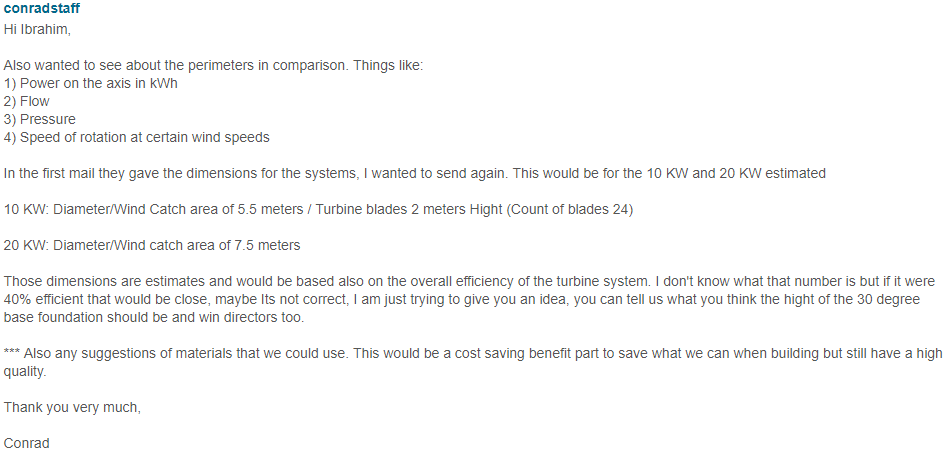 conradstaff
Hi Ibrahim,
Also wanted to see about the perimeters in comparison. Things like:
1) Power on the axis in kWh
2) Flow
3) Pressure
4) Speed of rotation at certain wind speeds
In the first mail they gave the dimensions for the systems, I wanted to send again. This would be for the 10 KW and 20 KW estimated
10 KW: Diameter/Wind Catch area of 5.5 meters / Turbine blades 2 meters Hight (Count of blades 24)
20 KW: Diameter/Wind catch area of 7.5 meters
Those dimensions are estimates and would be based also on the overall efficiency of the turbine system. I don't know what that number is but if it were
40% efficient that would be close, maybe Its not correct, I am just trying to give you an idea, you can tell us what you think the hight of the 30 degree
base foundation should be and win directors too.
*** Also any suggestions of materials that we could use. This would be a cost saving benefit part to save what we can when building but still have a high
quality.
Thank you very much,
Conrad